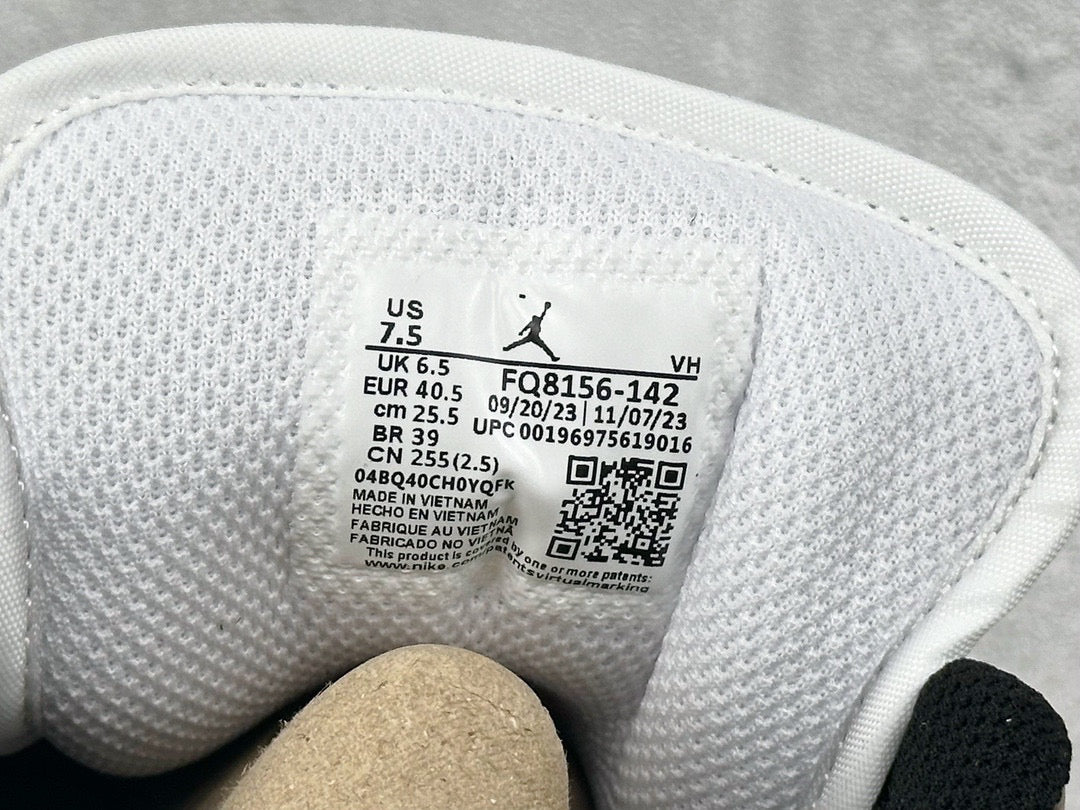 US
7.5
VH
UK 6.5
EUR 40.5
cm 25.5
BR 39
CN 255(2.5)
FQ8156-142
09/20/23 | 11/07/23
UPC 00196975619016
04BQ40CH0YQFK
MADE IN VIETNAM
HECHO EN VIETNAM
FABRIQUE AU VIETNAM
FABRICADO NO VIETNÃ
This product is covered by one or more patents:
www.nike.com/patentsvirtualmarking